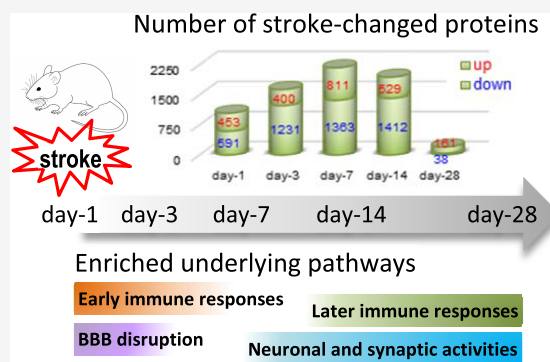 Number of stroke-changed proteins
2250
1500
750
0
453
591
400
1231
811
1363
529
1412
161
38
up
down
day-1 day-3 day-7 day-14 day-28
stroke
day-1 day-3 day-7 day-14 day-28
Enriched underlying pathways
Early immune responses
Later immune responses
BBB disruption
Neuronal and synaptic activities